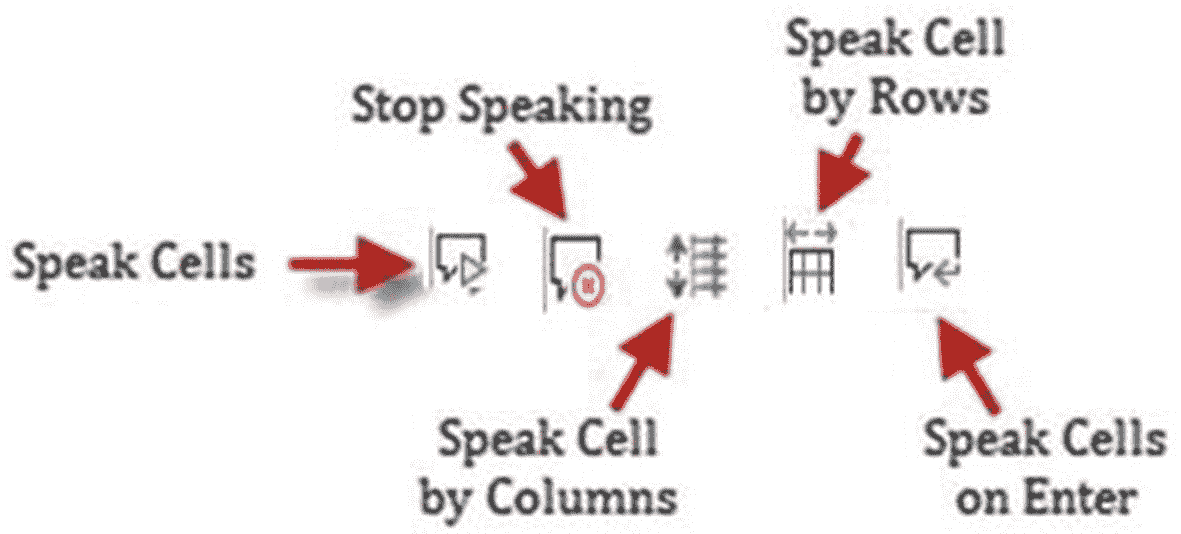 Speak Cell
by Rows
Stop Speaking
Speak Cells
Speak Cell
by Columns
Speak Cells
on Enter